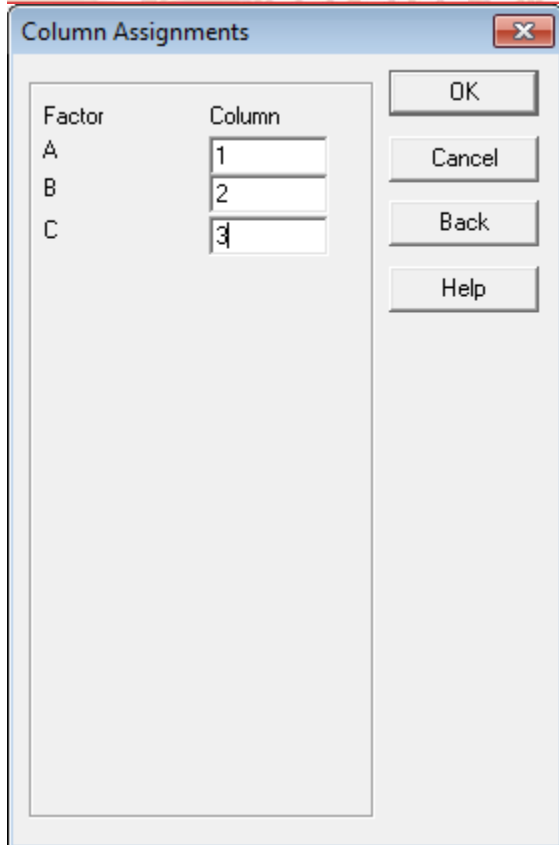 Column Assignments
Factor Column
A 1
B 2
C 3
OK
Cancel
Back
Help